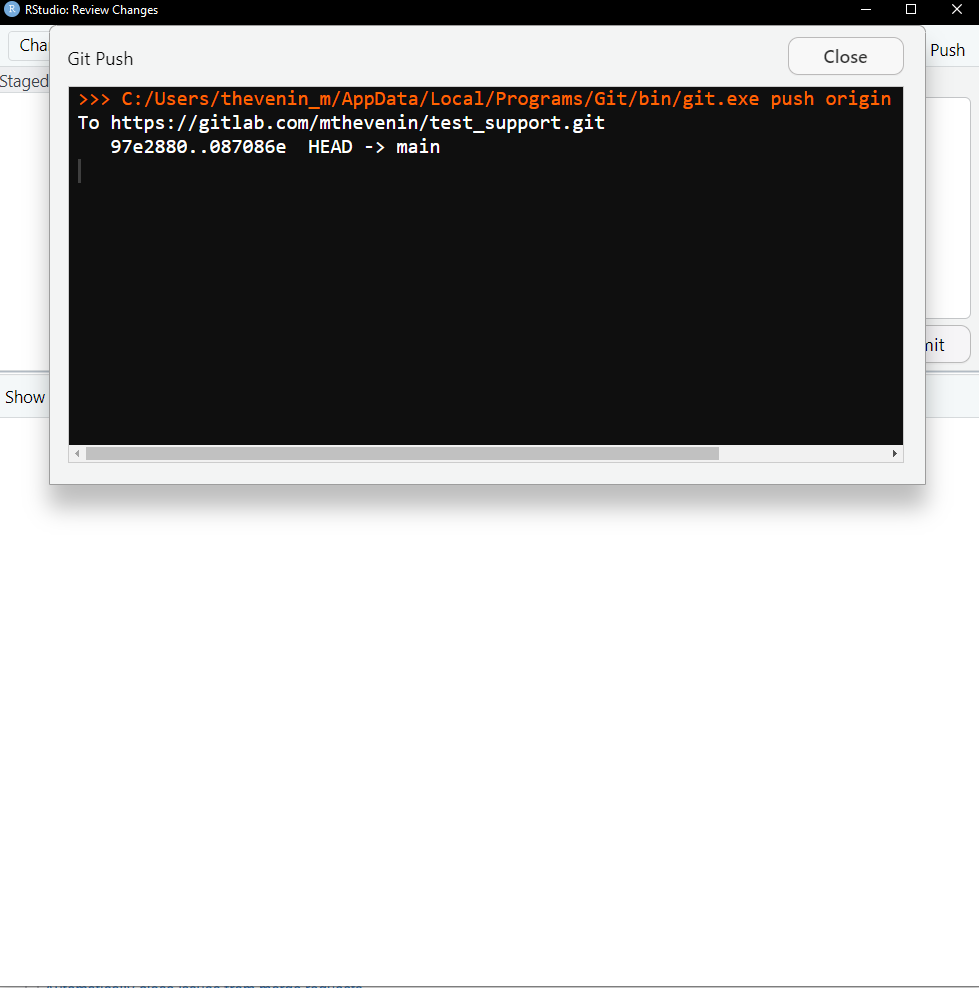 R RStudio: Review Changes
Cha
Git Push
Close
Push
Staged
>>> C:/Users/thevenin_m/AppData/Local/Programs/Git/bin/git.exe push origin
To https://gitlab.com/mthevenin/test_support.git
97e2880..087086e HEAD -> main
mit
Show